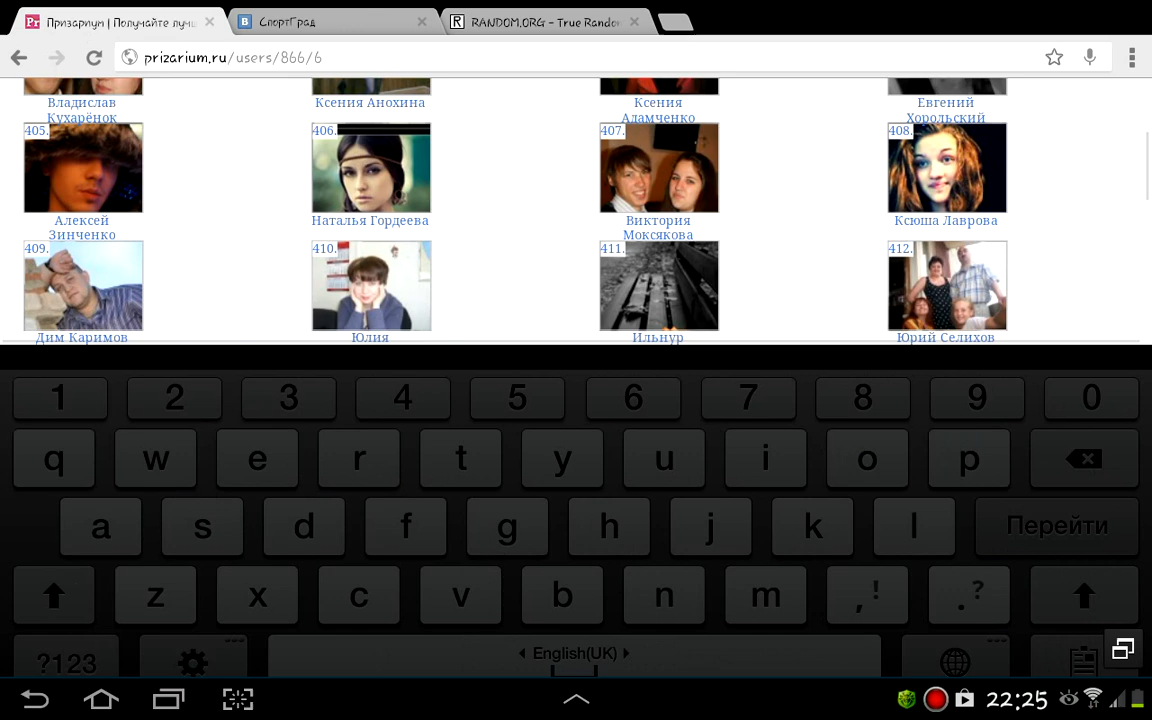 Призариум | Получайте лучш
СпортГрад
RANDOM.ORG - True Random
prizarium.ru/users/866/6
Владислав Кухарёнок
Ксения Анохина
Ксения Адамченко
Евгений Хорольский
405.
406.
407.
408.
Алексей Зинченко
Наталья Гордеева
Виктория Моксякова
Ксюша Лаврова
409.
410.
411.
412.
Дим Каримов
Юлия
Ильнур
Юрий Селихов
1 2 3 4 5 6 7 8 9 0
q w e r t y u i o p
a s d f g h j k l Перейти
z x c v b n m ,! .?
?123 English(UK)
22:25